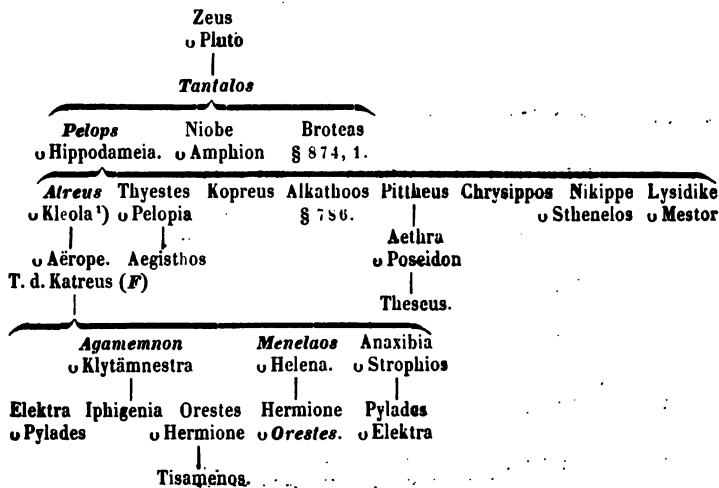 Zeus
∪ Pluto
Tantalos
Pelops Niobe Broteas
∪ Hippodameia. ∪ Amphion § 874, 1.
Atreus Thyestes Kopreus Alkathoos Pittheus Chrysippos Nikippe Lysidike
∪ Kleola ¹) ∪ Pelopia § 786. ∪ Sthenelos ∪ Mestor
Aethra
∪ Aërope. Aegisthos ∪ Poseidon
T. d. Katreus (F)
Theseus.
Agamemnon Menelaos Anaxibia
∪ Klytämnestra ∪ Helena. ∪ Strophios
Elektra Iphigenia Orestes Hermione Pylades
∪ Pylades ∪ Hermione ∪ Orestes. ∪ Elektra
Tisamenos.